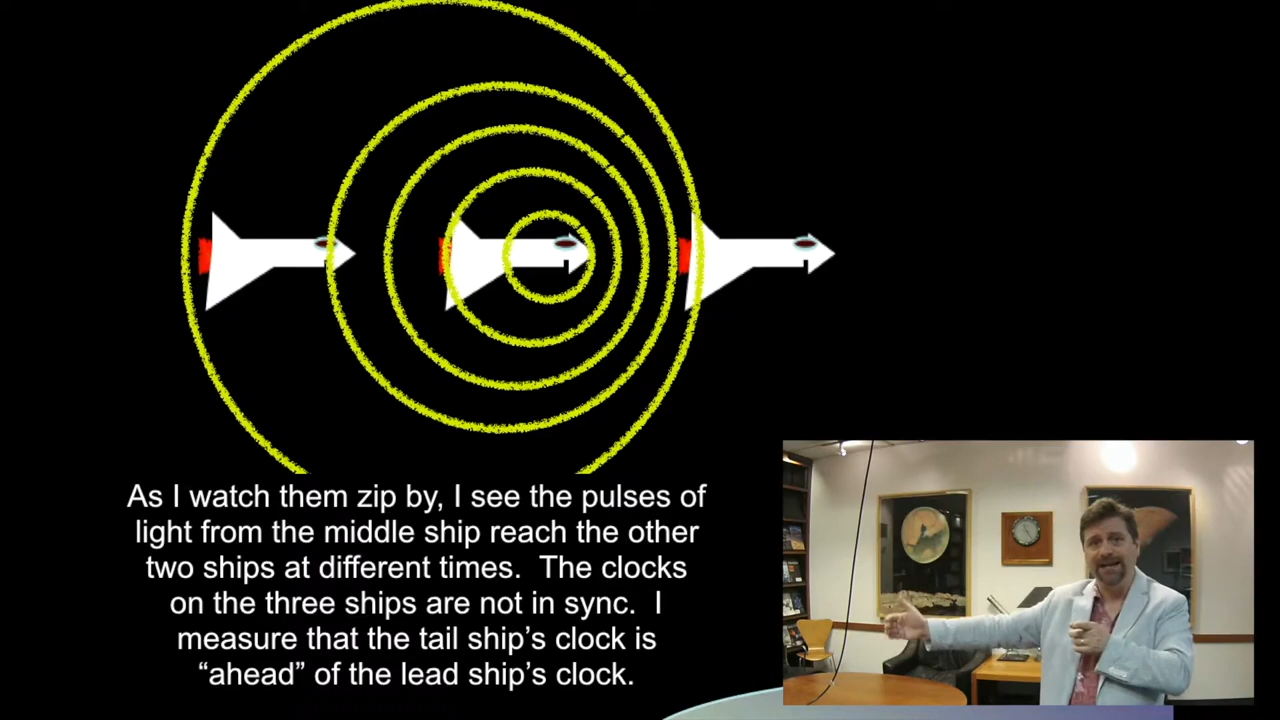 As I watch them zip by, I see the pulses of
light from the middle ship reach the other
two ships at different times.  The clocks
on the three ships are not in sync.  I
measure that the tail ship’s clock is
“ahead” of the lead ship’s clock.